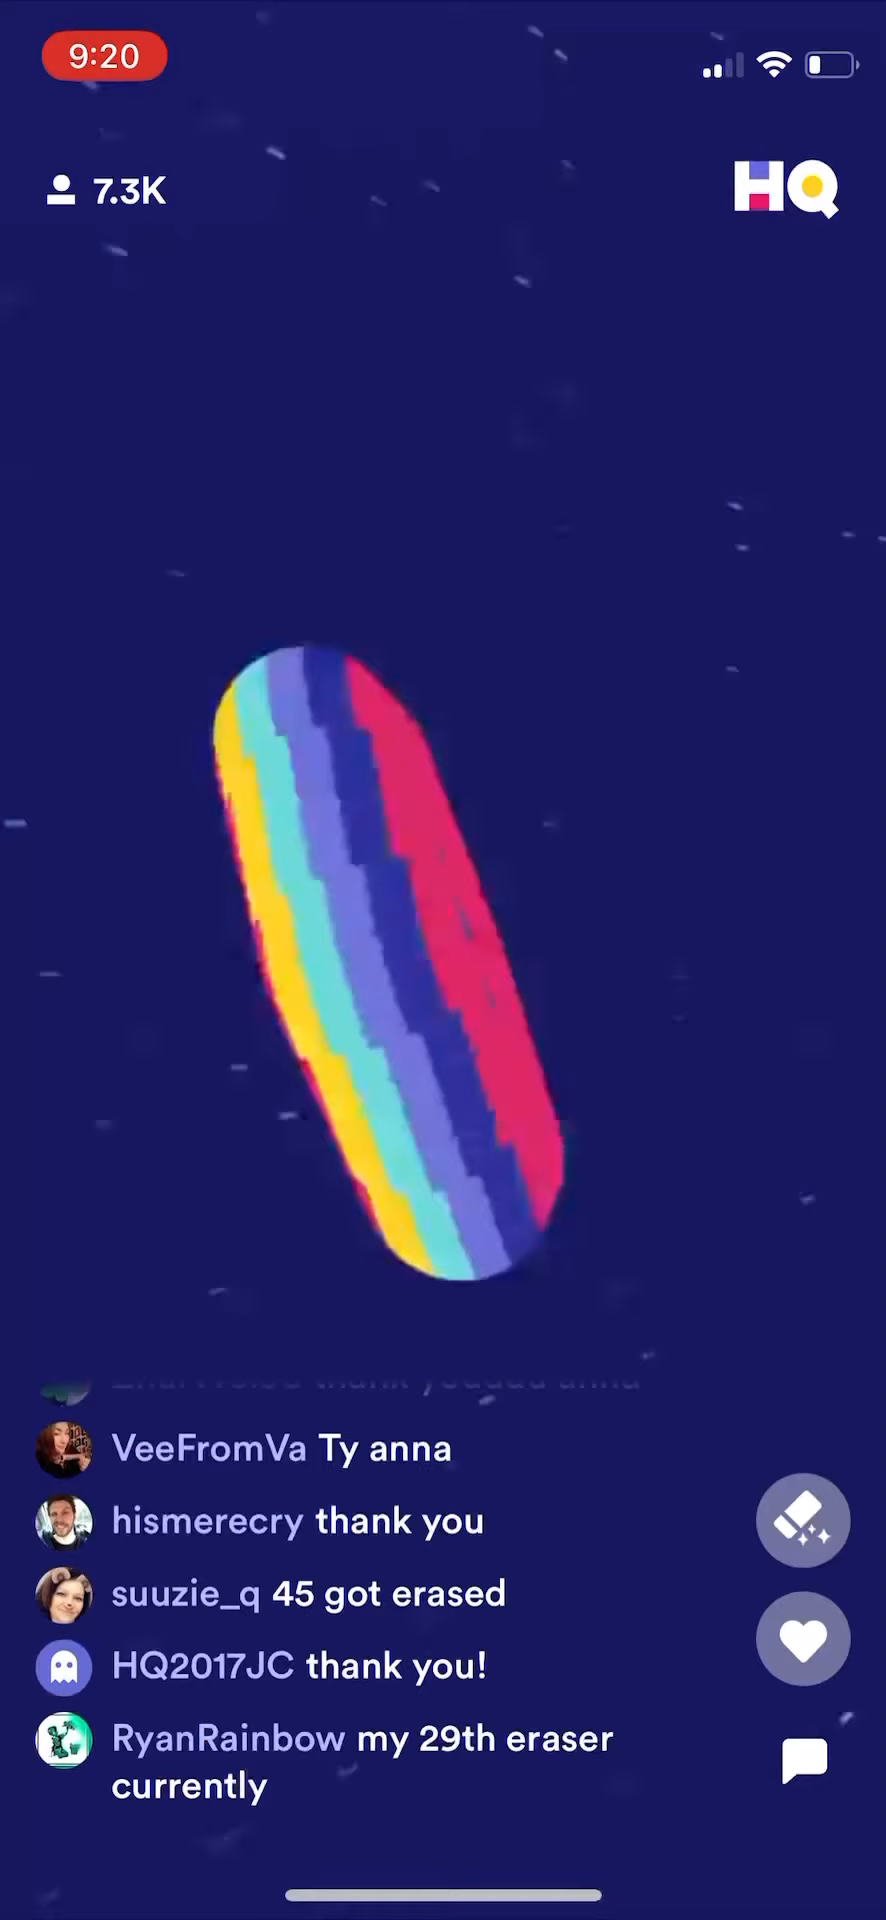 9:20
7.3K
HQ
VeeFromVa Ty anna
hismerecry thank you
suuzie_q 45 got erased
HQ2017JC thank you!
RyanRainbow my 29th eraser
currently